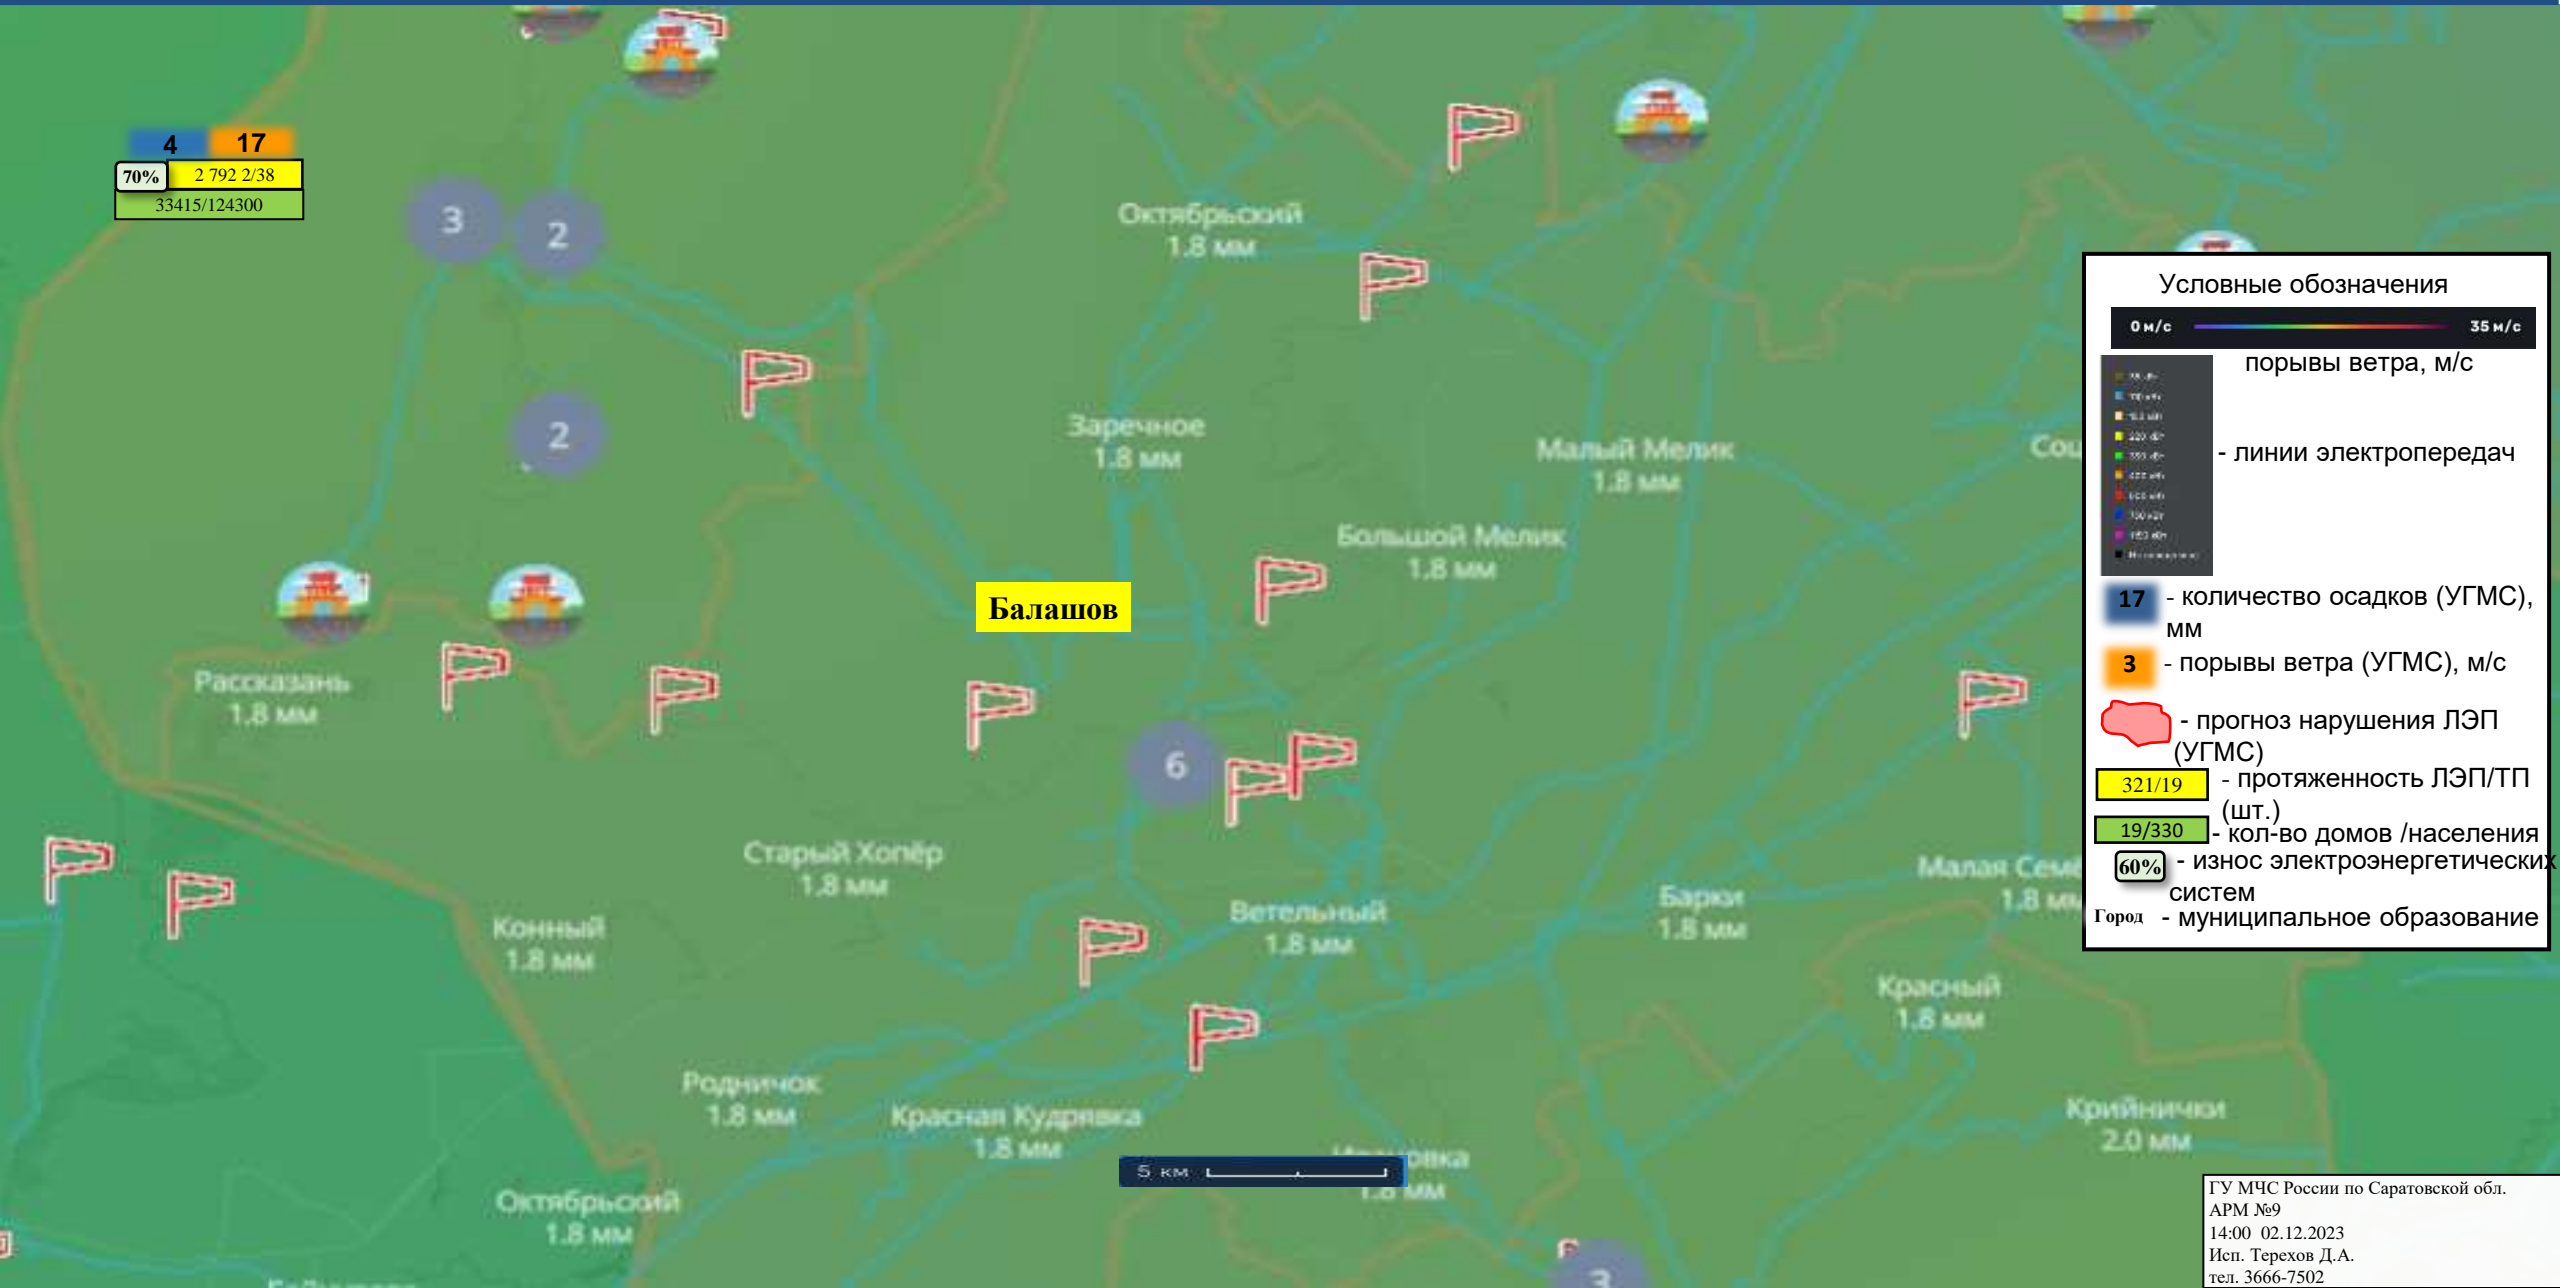 4 17
70% 2 792 2/38
33415/124300
3
2
2
Октябрьский
1.8 мм
Заречное
1.8 мм
Малый Мелик
1.8 мм
Большой Мелик
1.8 мм
Балашов
Рассказань
1.8 мм
6
Старый Хопёр
1.8 мм
Конный
1.8 мм
Ветельный
1.8 мм
Барки
1.8 мм
Малая
1.8
Красный
1.8 мм
Родничок
1.8 мм
Красная Кудрявка
1.8 мм
Крийнички
2.0 мм
5 км
1.8 мм
Октябрьский
1.8 мм
3
Условные обозначения
0 м/с 35 м/с
порывы ветра, м/с
- линии электропередач
17 - количество осадков (УГМС),
мм
3 - порывы ветра (УГМС), м/с
- прогноз нарушения ЛЭП
(УГМС)
321/19 - протяженность ЛЭП/ТП
(шт.)
19/330 - кол-во домов /населения
60% - износ электроэнергетических
систем
Город - муниципальное образование
ГУ МЧС России по Саратовской обл.
АРМ №9
14:00 02.12.2023
Исп. Терехов Д.А.
тел. 3666-7502